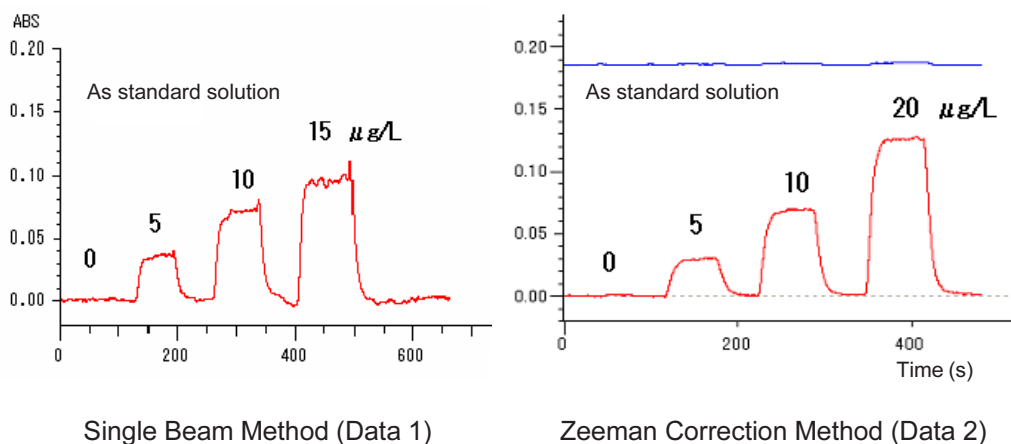 ABS
0.20
As standard solution
0.15
15 μg/L
0.10
10
5
0.05
0
0.00
0
200
400
600
Single Beam Method (Data 1)
0.20
As standard solution
20 μg/L
0.15
10
0.10
5
0.05
0
0.00
0
200
400
Time (s)
Zeeman Correction Method (Data 2)